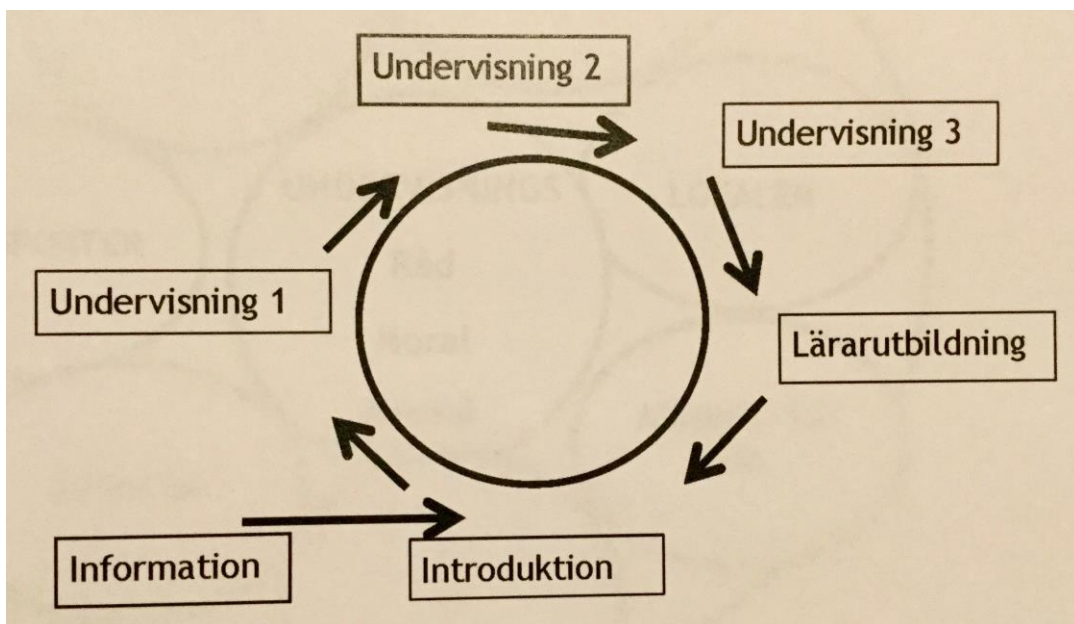 Undervisning 2
Undervisning 3
Undervisning 1
Lärarutbildning
Information
Introduktion